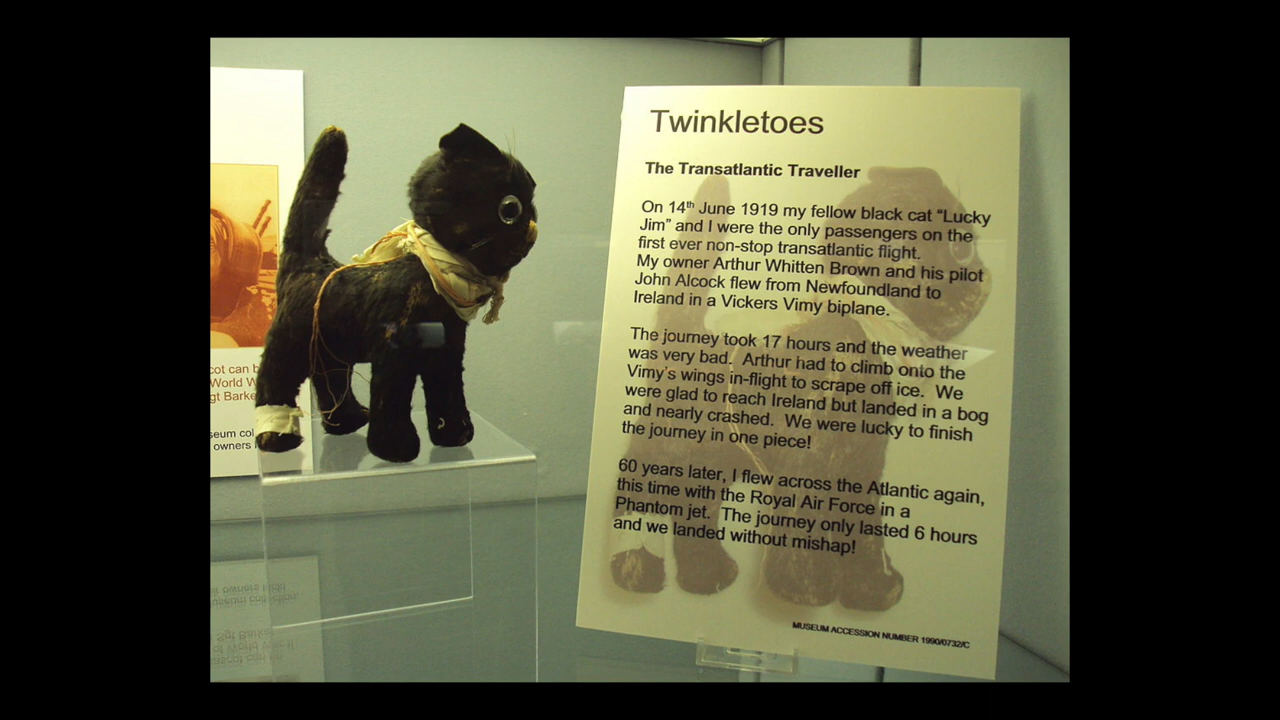 Twinkletoes
The Transatlantic Traveller
On 14th June 1919 my fellow black cat “Lucky
Jim” and I were the only passengers on the
first ever non-stop transatlantic flight.
My owner Arthur Whitten Brown and his pilot
John Alcock flew from Newfoundland to
Ireland in a Vickers Vimy biplane.
The journey took 17 hours and the weather
was very bad. Arthur had to climb onto the
Vimy's wings in-flight to scrape off ice. We
were glad to reach Ireland but landed in a bog
and nearly crashed. We were lucky to finish
the journey in one piece!
60 years later, I flew across the Atlantic again,
this time with the Royal Air Force in a
Phantom jet. The journey only lasted 6 hours
and we landed without mishap!
MUSEUM ACCESSION NUMBER 1990/0732/C
can
World
owners